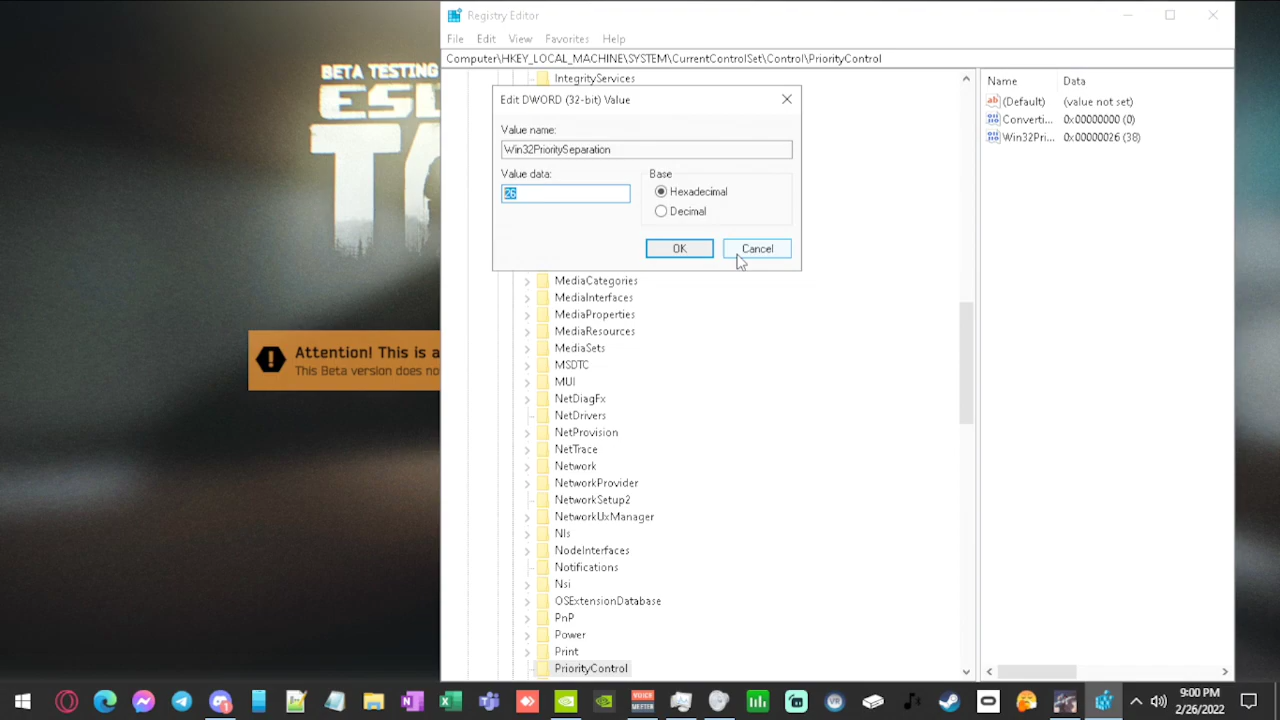 Registry Editor
File Edit View Favorites Help
Computer\HKEY_LOCAL_MACHINE\SYSTEM\CurrentControlSet\Control\PriorityControl
BETA TESTING
IntegrityServices
Name Data
(Default) (value not set)
Converti... 0x00000000 (0)
Win32Pri... 0x00000026 (38)
Edit DWORD (32-bit) Value
Value name:
Win32PrioritySeparation
Value data:
26
Base
Hexadecimal
Decimal
OK Cancel
MediaCategories
MediaInterfaces
MediaProperties
MediaResources
MediaSets
MSDTC
MUI
NetDiagFx
NetDrivers
NetProvision
NetTrace
Network
NetworkProvider
NetworkSetup2
NetworkUxManager
Nls
NodeInterfaces
Notifications
Nsi
OSExtensionDatabase
PnP
Power
Print
PriorityControl
Attention! This is a
This Beta version does no
VOICE
MEETER
VR
9:00 PM
2/26/2022